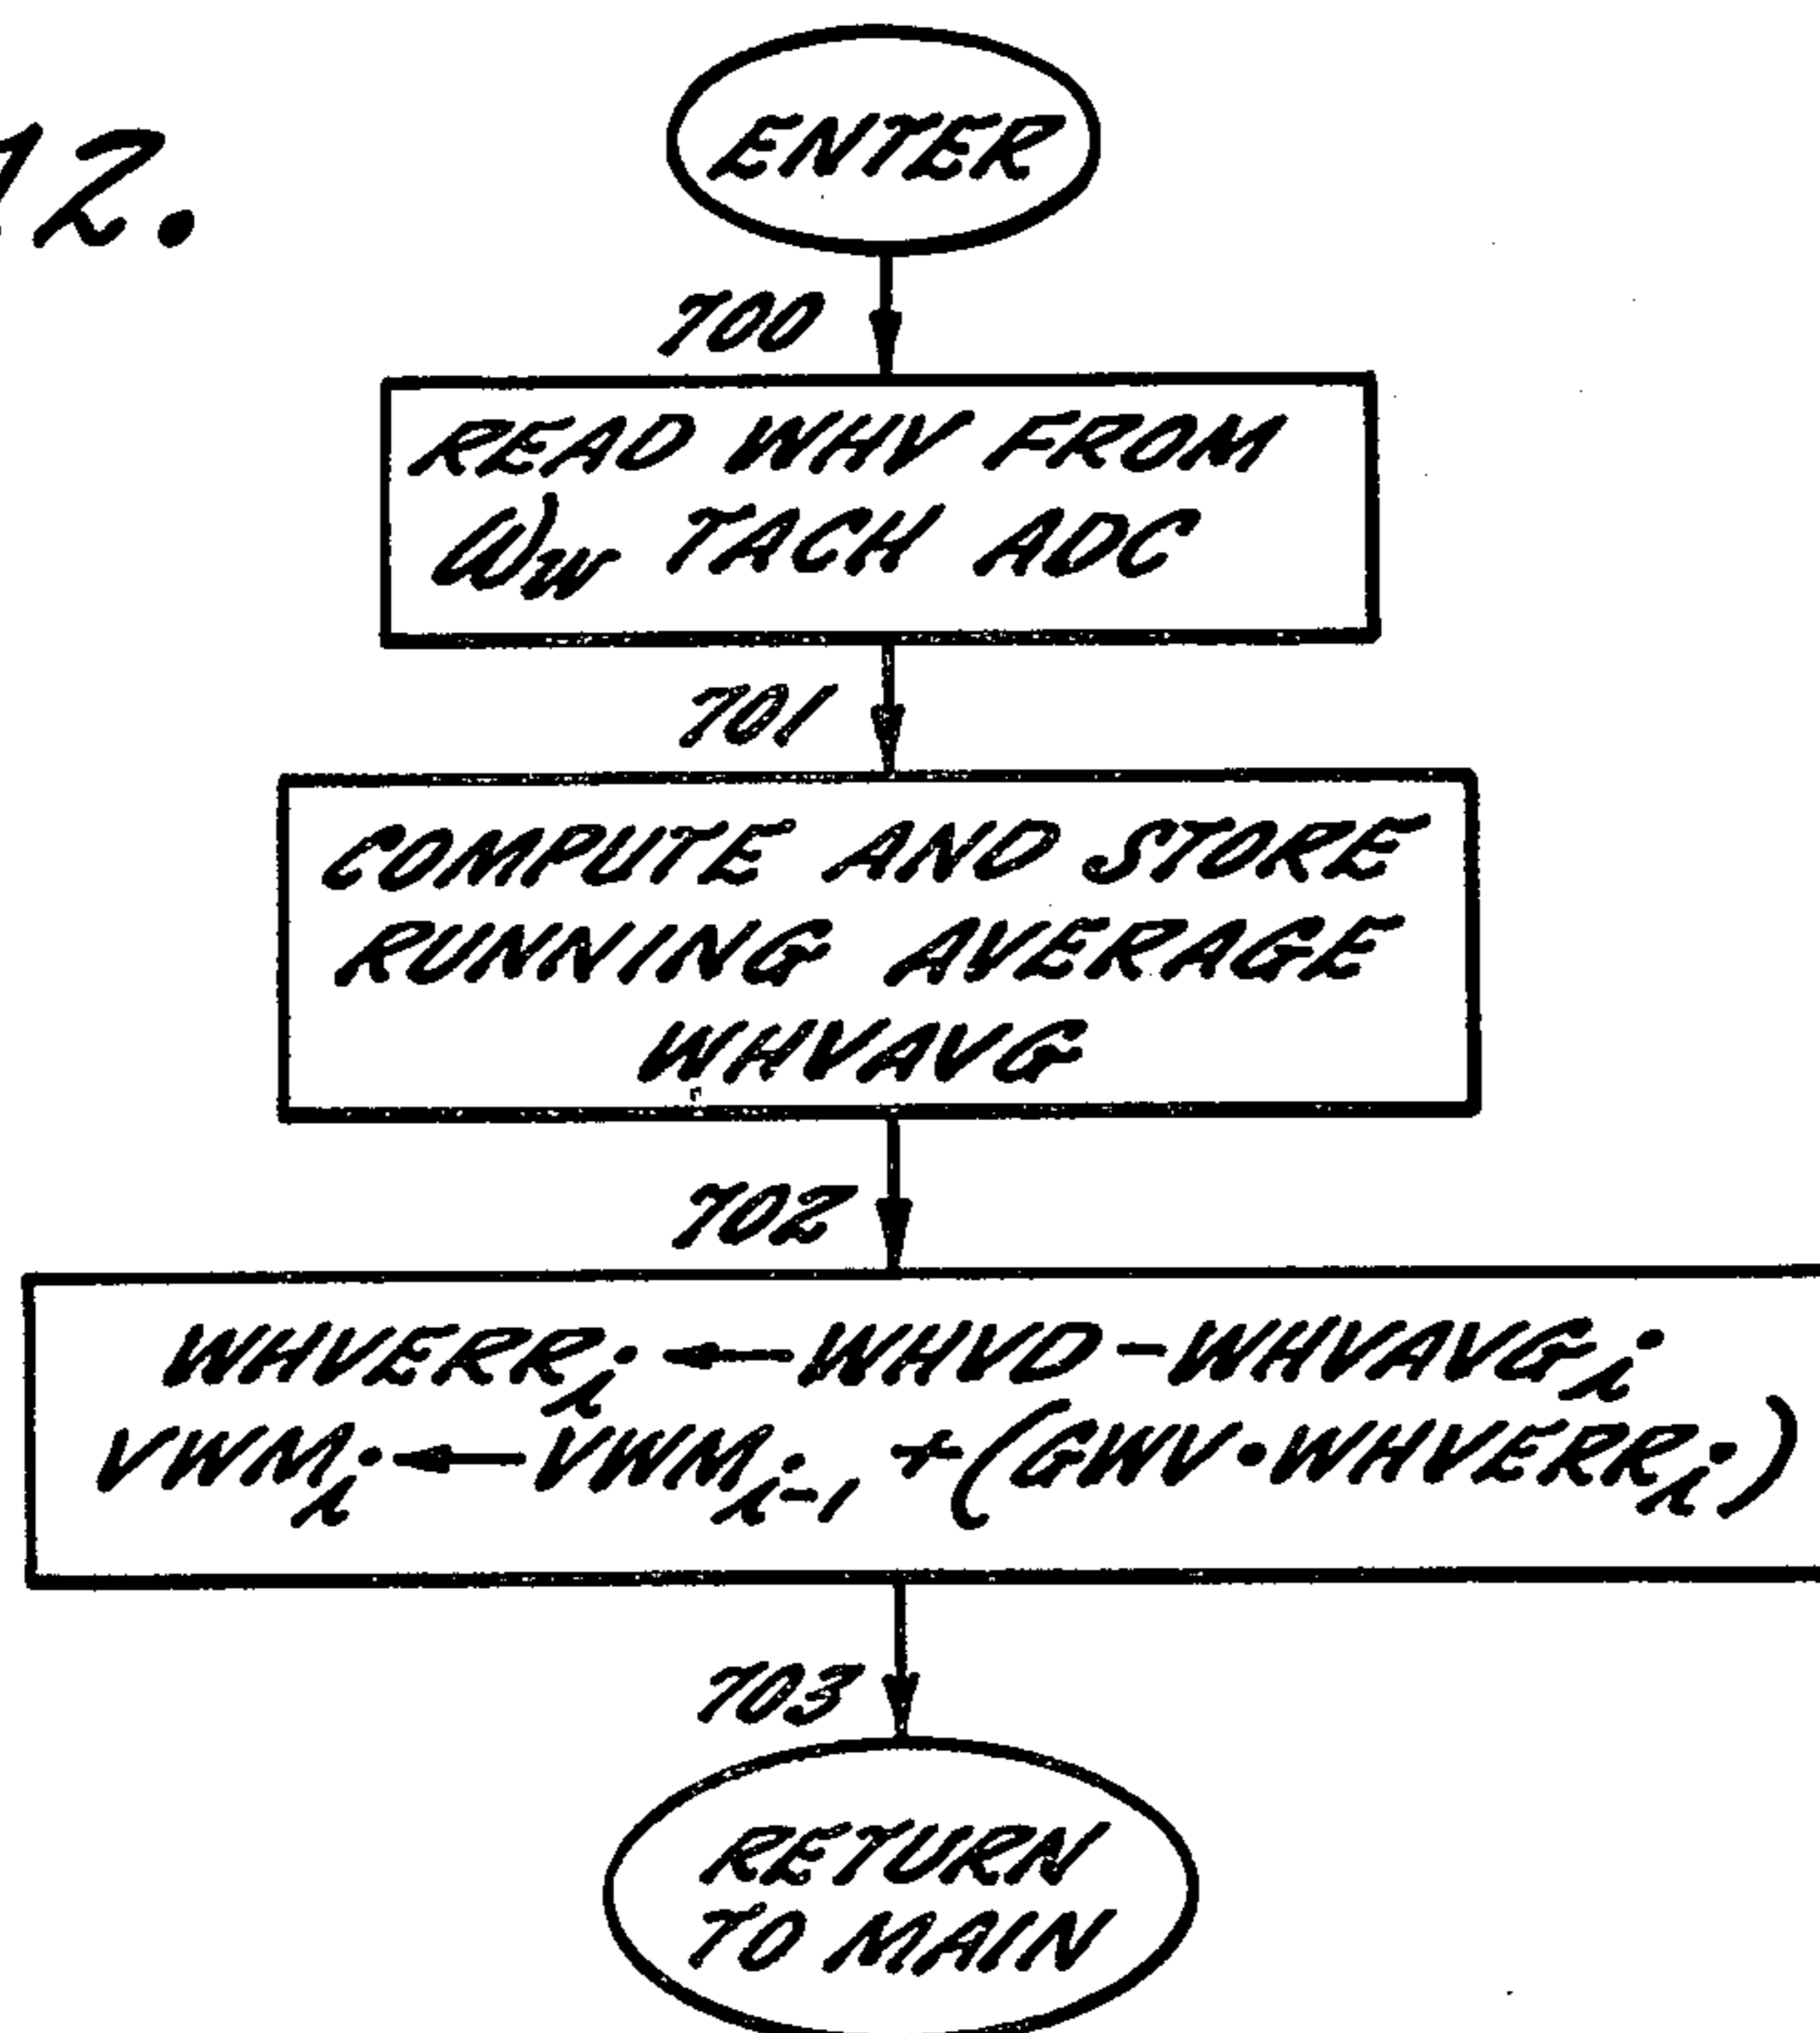 12.
ENTER
700
READ WHV FROM
ωw TACH ADC
701
COMPUTE AND STORE
RUNNING AVERAGE
WHVAVG
702
WHVERRi ← WHVD - WHVAVGi
VWMi ← VWMi-1 + (GWV • WHVERRi)
703
RETURN
TO MAIN